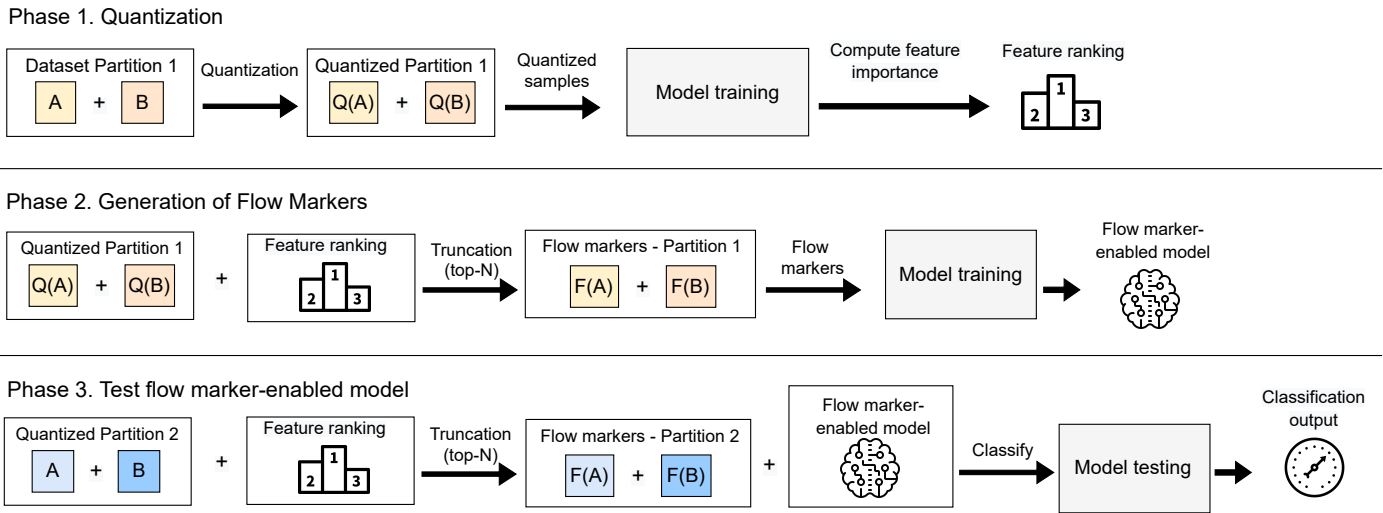 Phase 1. Quantization
Dataset Partition 1
A + B
Quantization
Quantized Partition 1
Q(A) + Q(B)
Quantized
samples
Model training
Compute feature
importance
Feature ranking
1
2
3
Phase 2. Generation of Flow Markers
Quantized Partition 1
Q(A) + Q(B)
+
Feature ranking
1
2
3
Truncation
(top-N)
Flow markers - Partition 1
F(A) + F(B)
Flow
markers
Model training
Flow marker-
enabled model
Phase 3. Test flow marker-enabled model
Quantized Partition 2
A + B
+
Feature ranking
1
2
3
Truncation
(top-N)
Flow markers - Partition 2
F(A) + F(B)
+
Flow marker-
enabled model
Classify
Model testing
Classification
output